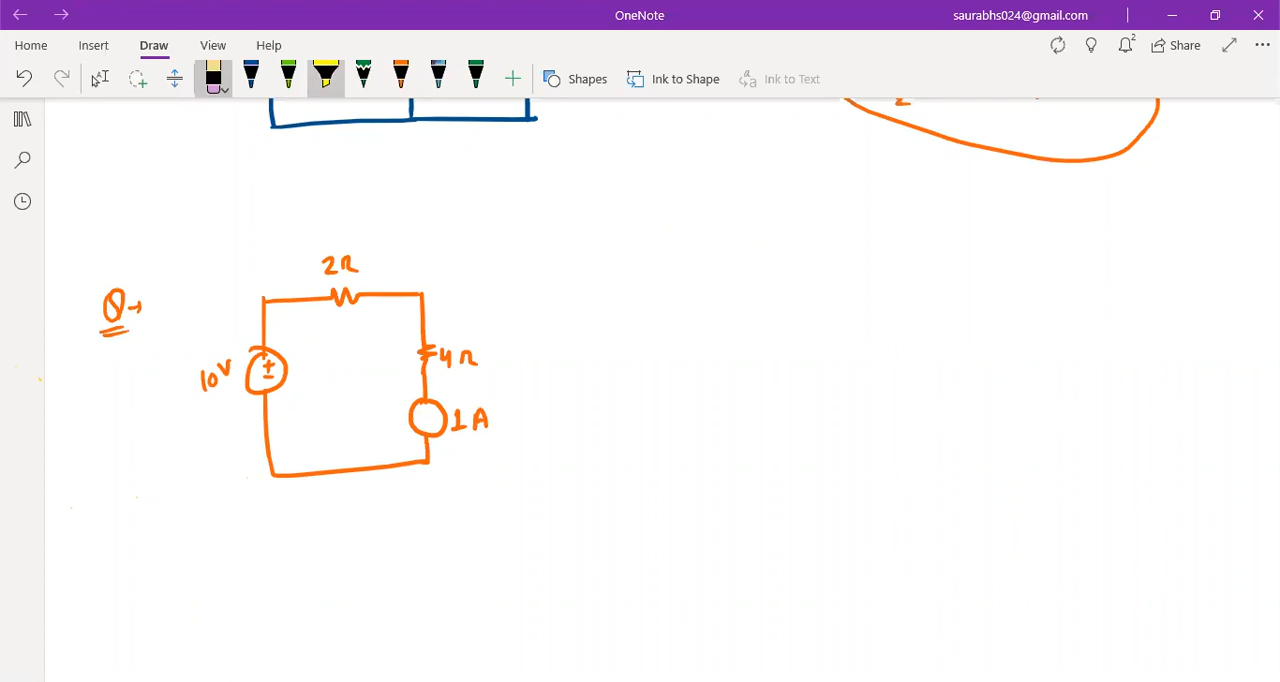 OneNote
saurabhs024@gmail.com
Home
Insert
Draw
View
Help
2
Share
Shapes
Ink to Shape
Ink to Text
2Ω
Q→
10V
+
-
4Ω
1A